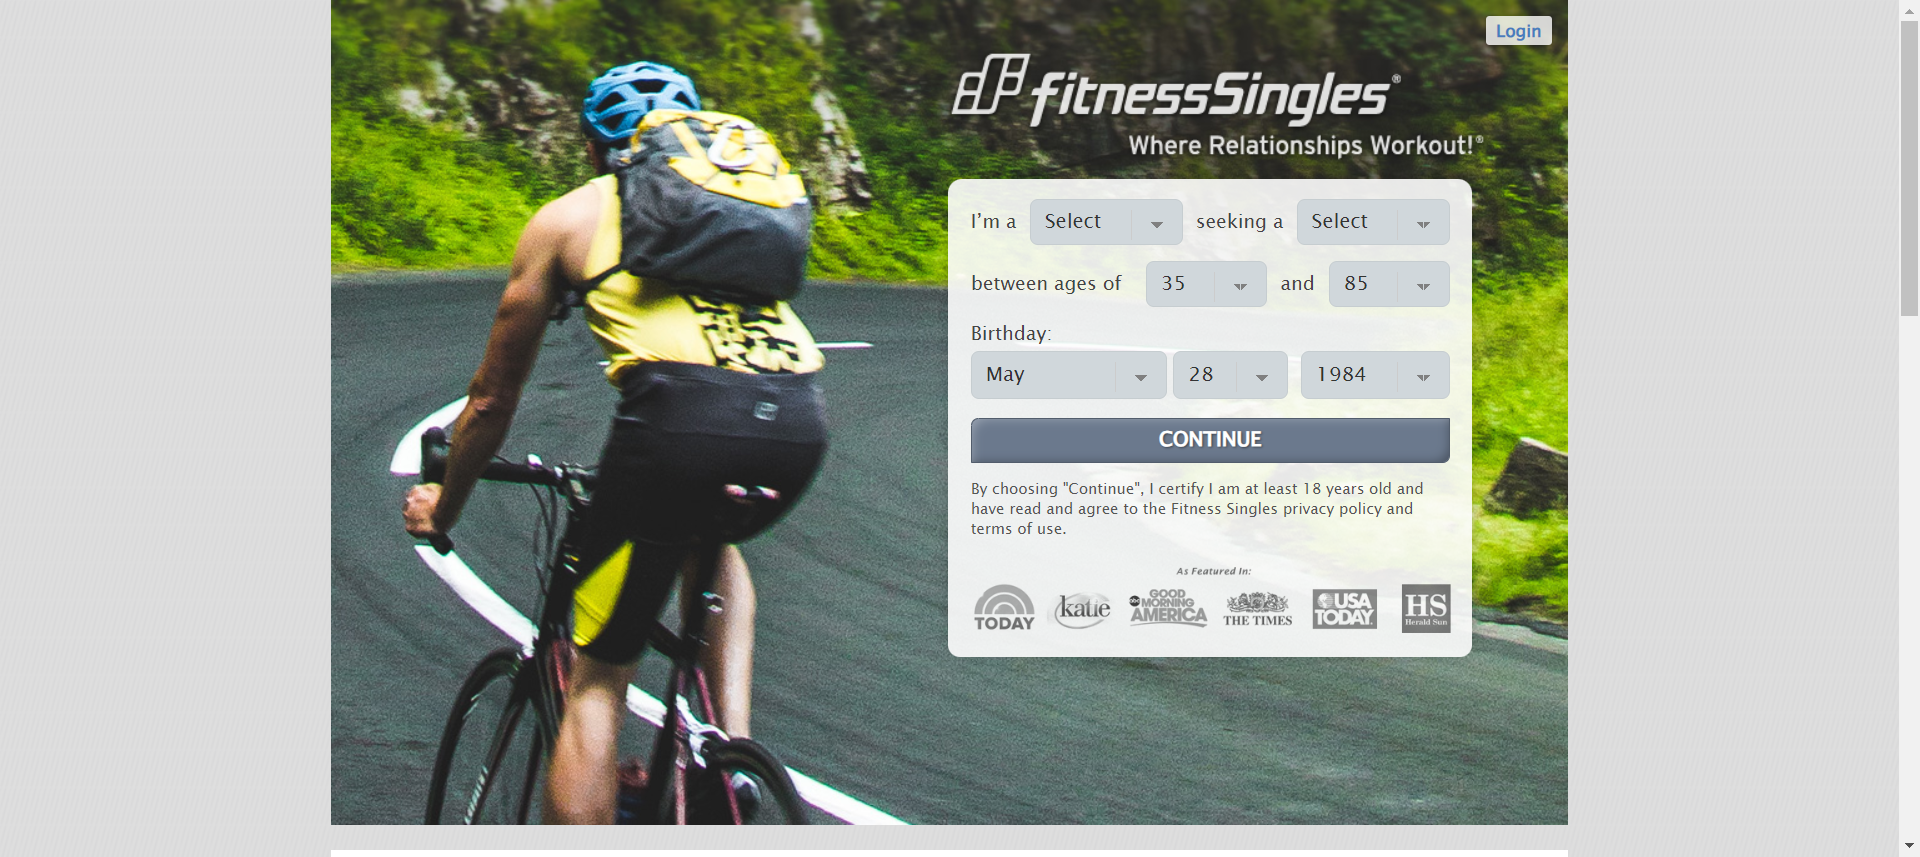 Login
fitnessSingles®
Where Relationships Workout!®
I'm a Select seeking a Select
between ages of 35 and 85
Birthday:
May 28 1984
CONTINUE
By choosing "Continue", I certify I am at least 18 years old and
have read and agree to the Fitness Singles privacy policy and
terms of use.
As Featured In:
TODAY
katie
abc GOOD MORNING AMERICA
THE TIMES
USA TODAY
HS Herald Sun